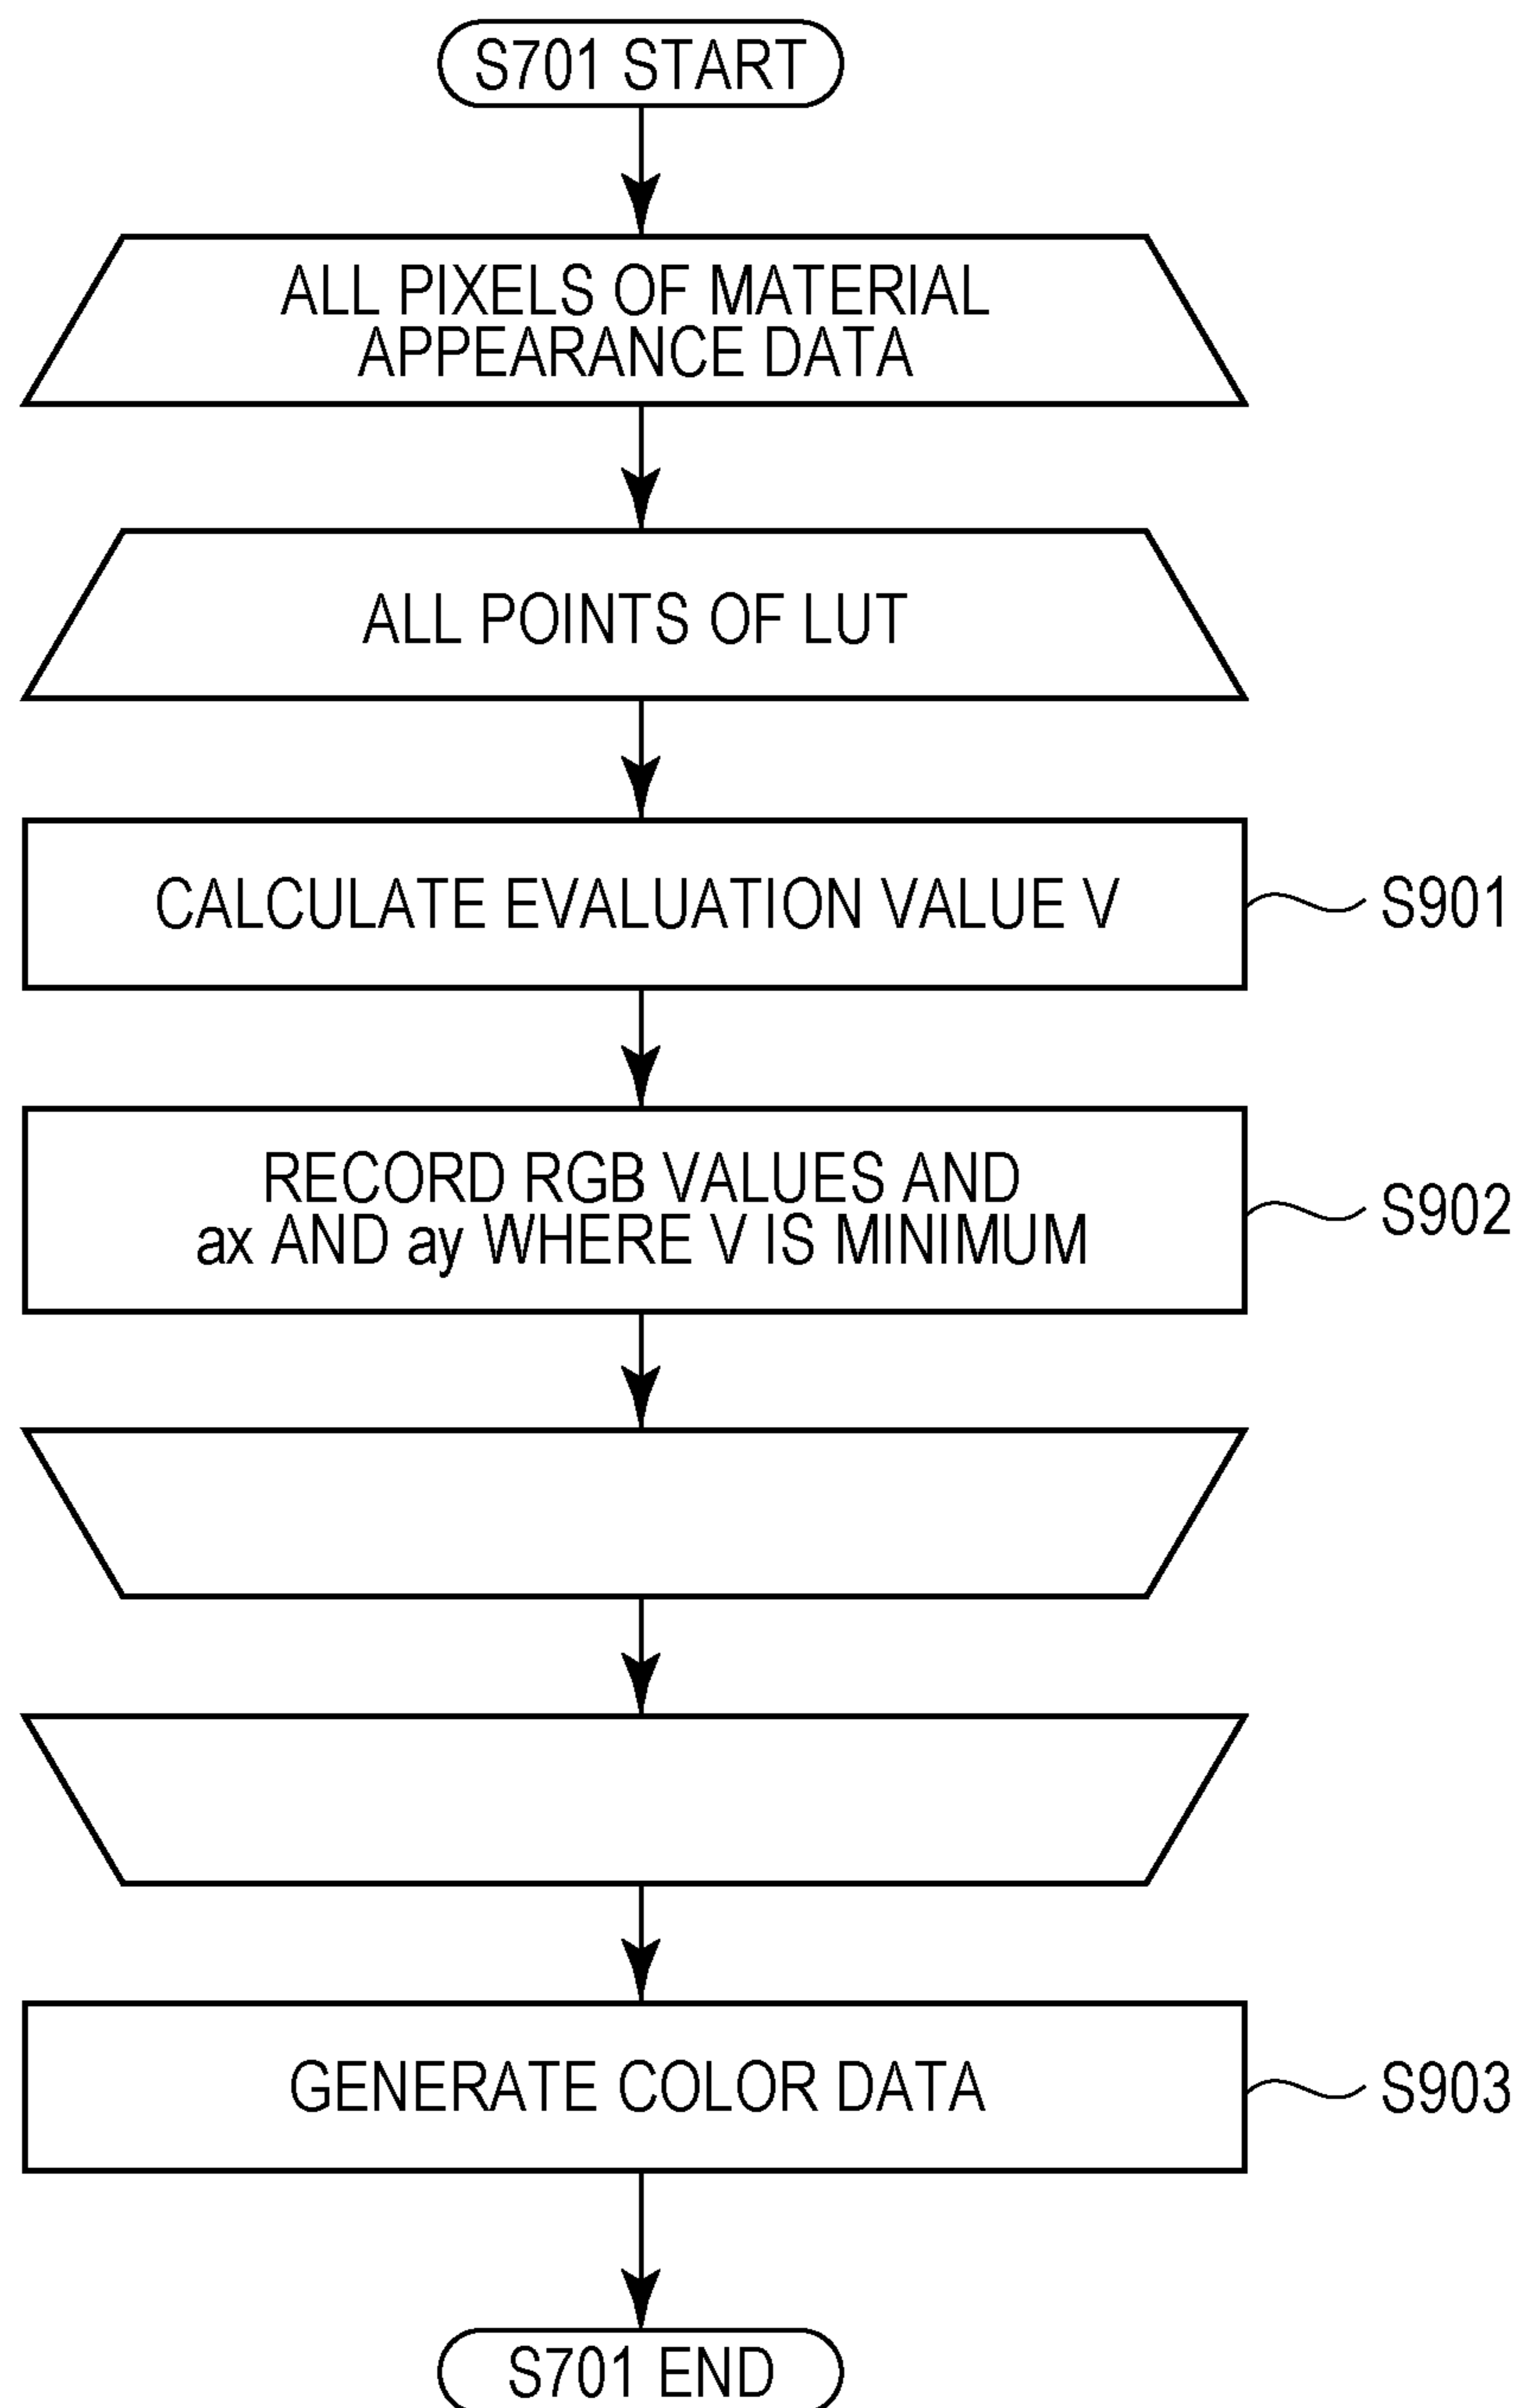 S701 START
ALL PIXELS OF MATERIAL
APPEARANCE DATA
ALL POINTS OF LUT
CALCULATE EVALUATION VALUE V
S901
RECORD RGB VALUES AND
ax AND ay WHERE V IS MINIMUM
S902
GENERATE COLOR DATA
S903
S701 END